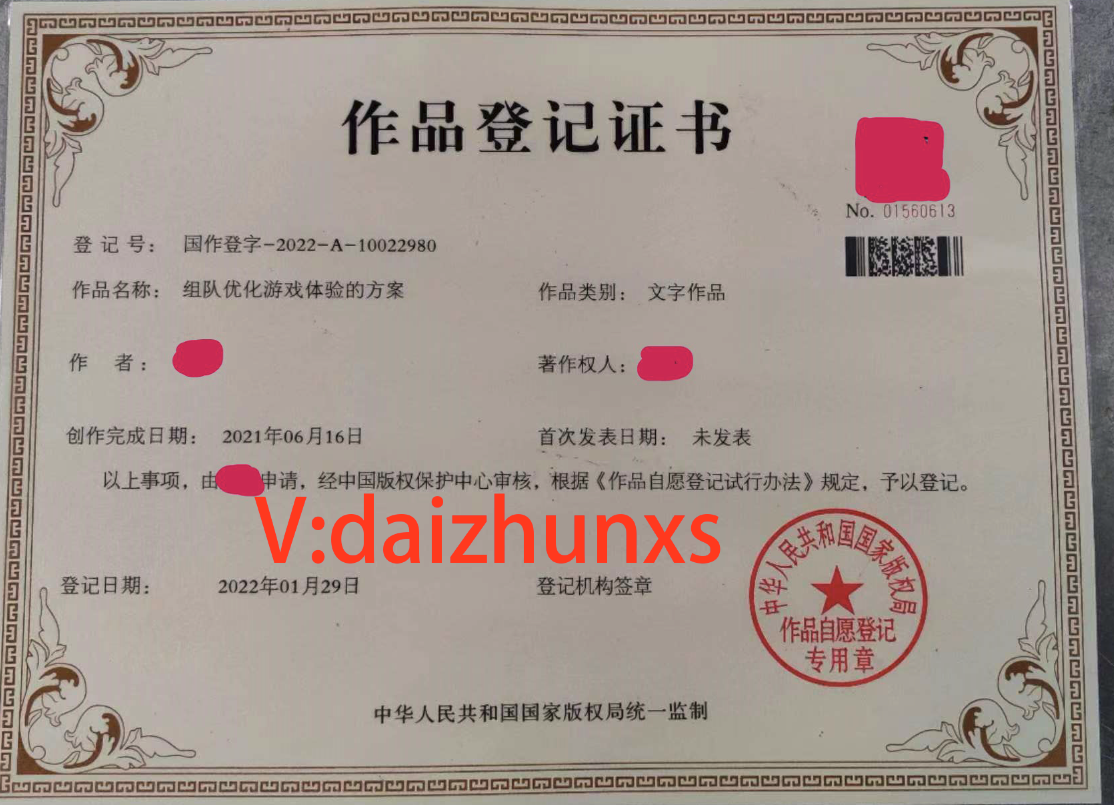 作品登记证书
No. 01560613
登 记 号： 国作登字-2022-A-10022980
作品名称： 组队优化游戏体验的方案 作品类别： 文字作品
作 者： 著作权人：
创作完成日期： 2021年06月16日 首次发表日期： 未发表
以上事项，由 申请，经中国版权保护中心审核，根据《作品自愿登记试行办法》规定，予以登记。
V:daizhunxs
登记日期： 2022年01月29日 登记机构签章
中华人民共和国国家版权局
作品自愿登记
专用章
中华人民共和国国家版权局统一监制